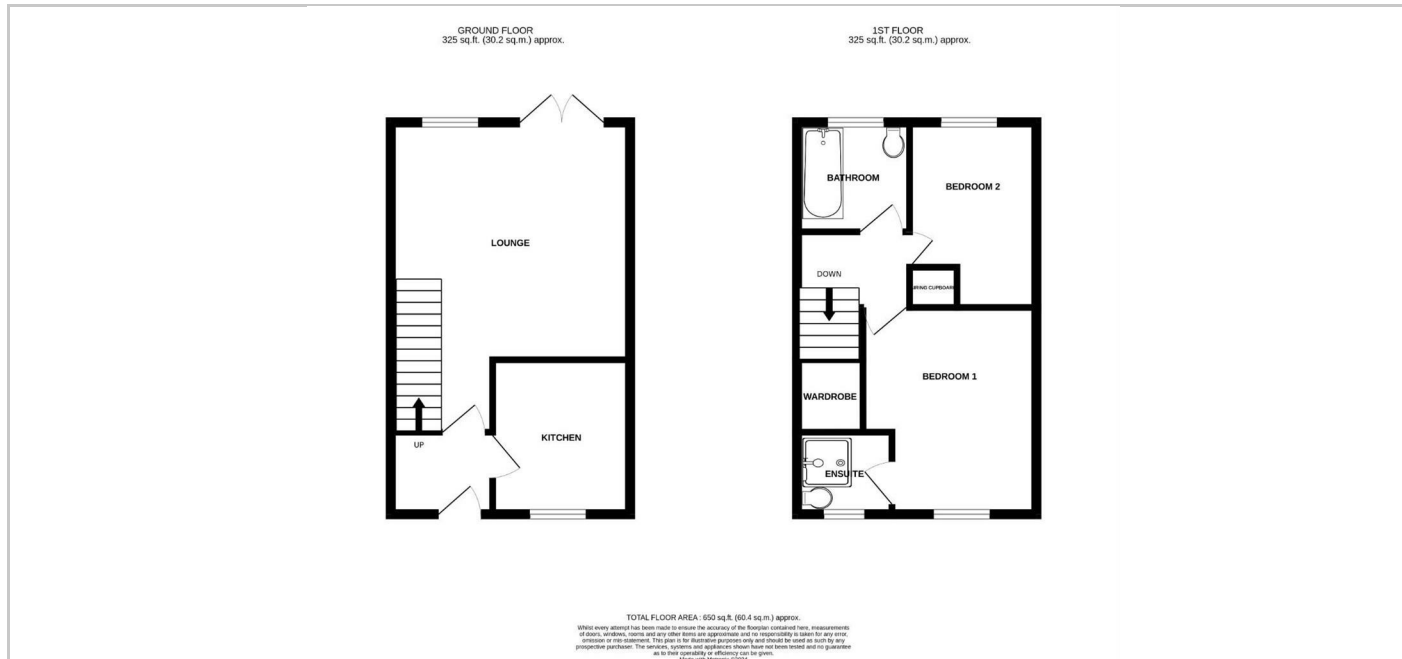 GROUND FLOOR
325 sq.ft. (30.2 sq.m.) approx.
1ST FLOOR
325 sq.ft. (30.2 sq.m.) approx.
LOUNGE
UP
KITCHEN
BATHROOM
BEDROOM 2
DOWN
IRING CUPBOAR
BEDROOM 1
WARDROBE
ENSUITE
TOTAL FLOOR AREA : 650 sq.ft. (60.4 sq.m.) approx.
Whilst every attempt has been made to ensure the accuracy of the floorplan contained here, measurements
of doors, windows, rooms and any other items are approximate and no responsibility is taken for any error,
omission or mis-statement. This plan is for illustrative purposes only and should be used as such by any
prospective purchaser. The services, systems and appliances shown have not been tested and no guarantee
as to their operability or efficiency can be given.
Made with Metropix ©2024